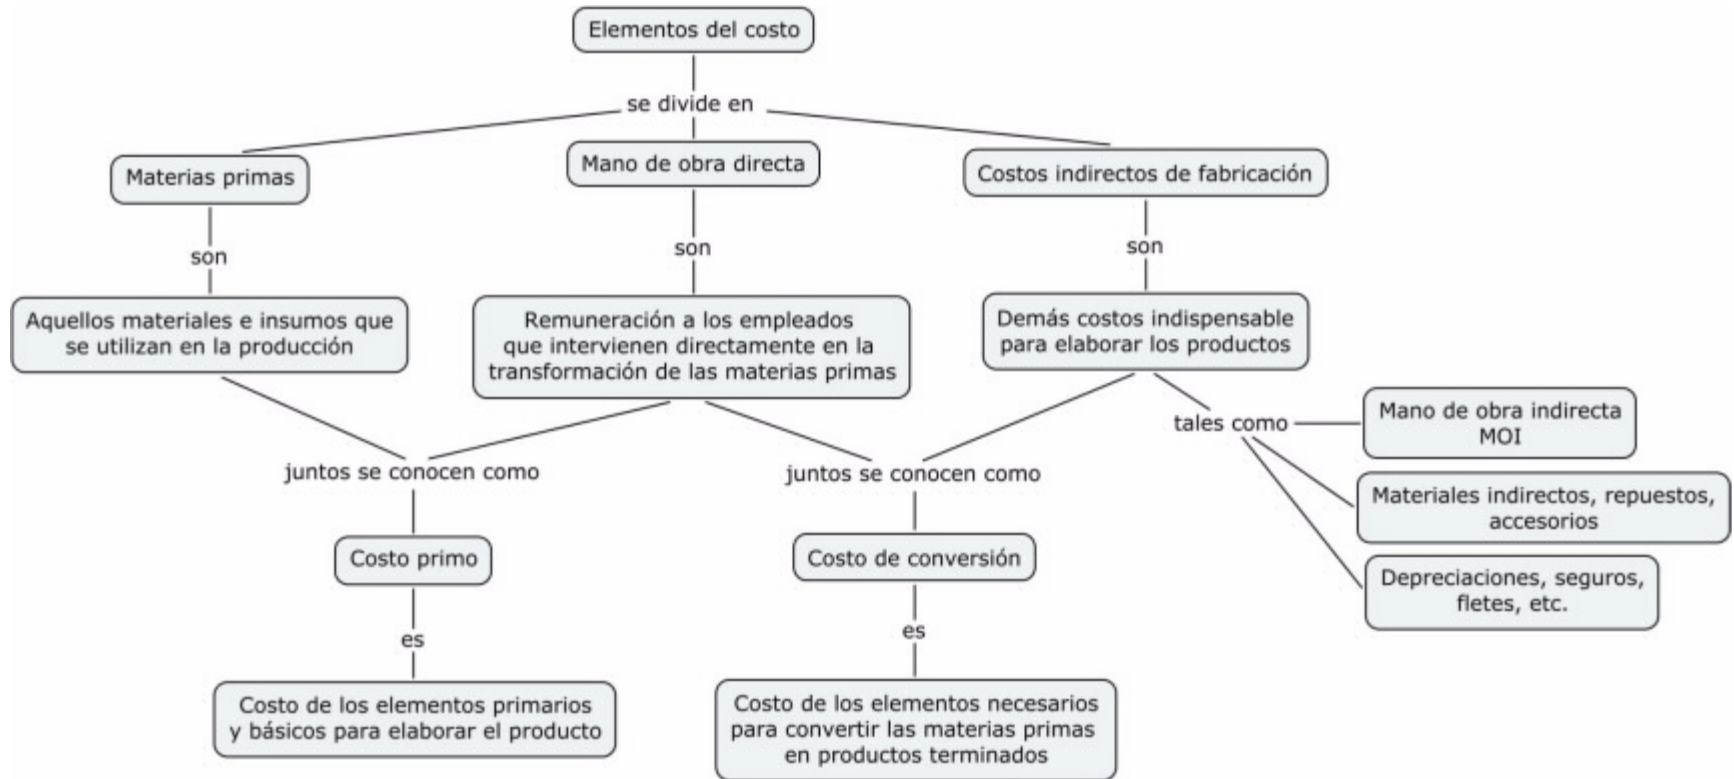 Elementos del costo
se divide en
Materias primas
Mano de obra directa
Costos indirectos de fabricación
son
son
son
Aquellos materiales e insumos que
se utilizan en la producción
Remuneración a los empleados
que intervienen directamente en la
transformación de las materias primas
Demás costos indispensable
para elaborar los productos
tales como
Mano de obra indirecta
MOI
Materiales indirectos, repuestos,
accesorios
Depreciaciones, seguros,
fletes, etc.
juntos se conocen como
juntos se conocen como
Costo primo
Costo de conversión
es
es
Costo de los elementos primarios
y básicos para elaborar el producto
Costo de los elementos necesarios
para convertir las materias primas
en productos terminados